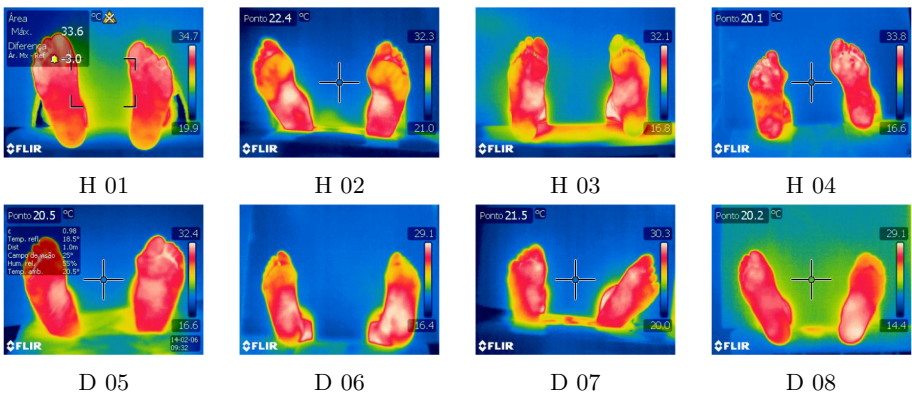 Área °C
Máx. 33.6
Diferença
Ar. Mx - Ref -3.0
34.7
19.9
FLIR
H 01
Ponto 22.4 °C
32.3
21.0
FLIR
H 02
32.1
16.8
FLIR
H 03
Ponto 20.1 °C
33.8
16.6
FLIR
H 04
Ponto 20.5 °C
ε 0.98
Temp. refl. 18.5°
Dist 1.0m
Campo de visão 25°
Hum. rel. 55%
Temp. amb. 20.5°
32.4
16.6
14-02-06
09:32
FLIR
D 05
29.1
16.4
FLIR
D 06
Ponto 21.5 °C
30.3
20.0
FLIR
D 07
Ponto 20.2 °C
29.1
14.4
FLIR
D 08